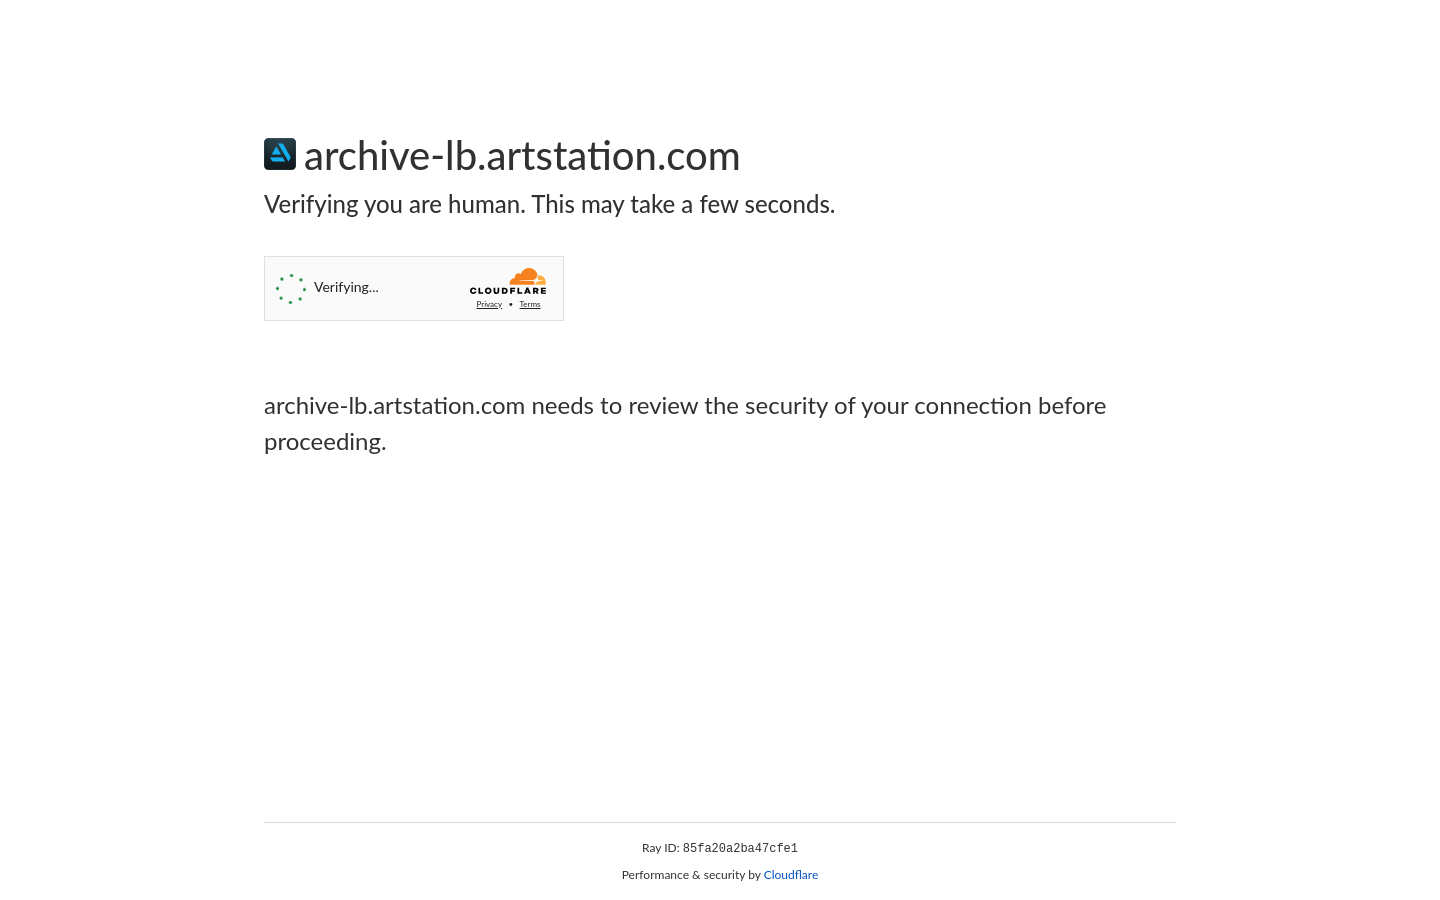 archive-lb.artstation.com
Verifying you are human. This may take a few seconds.
Verifying...
CLOUDFLARE
Privacy • Terms
archive-lb.artstation.com needs to review the security of your connection before
proceeding.
Ray ID: 85fa20a2ba47cfe1
Performance & security by Cloudflare